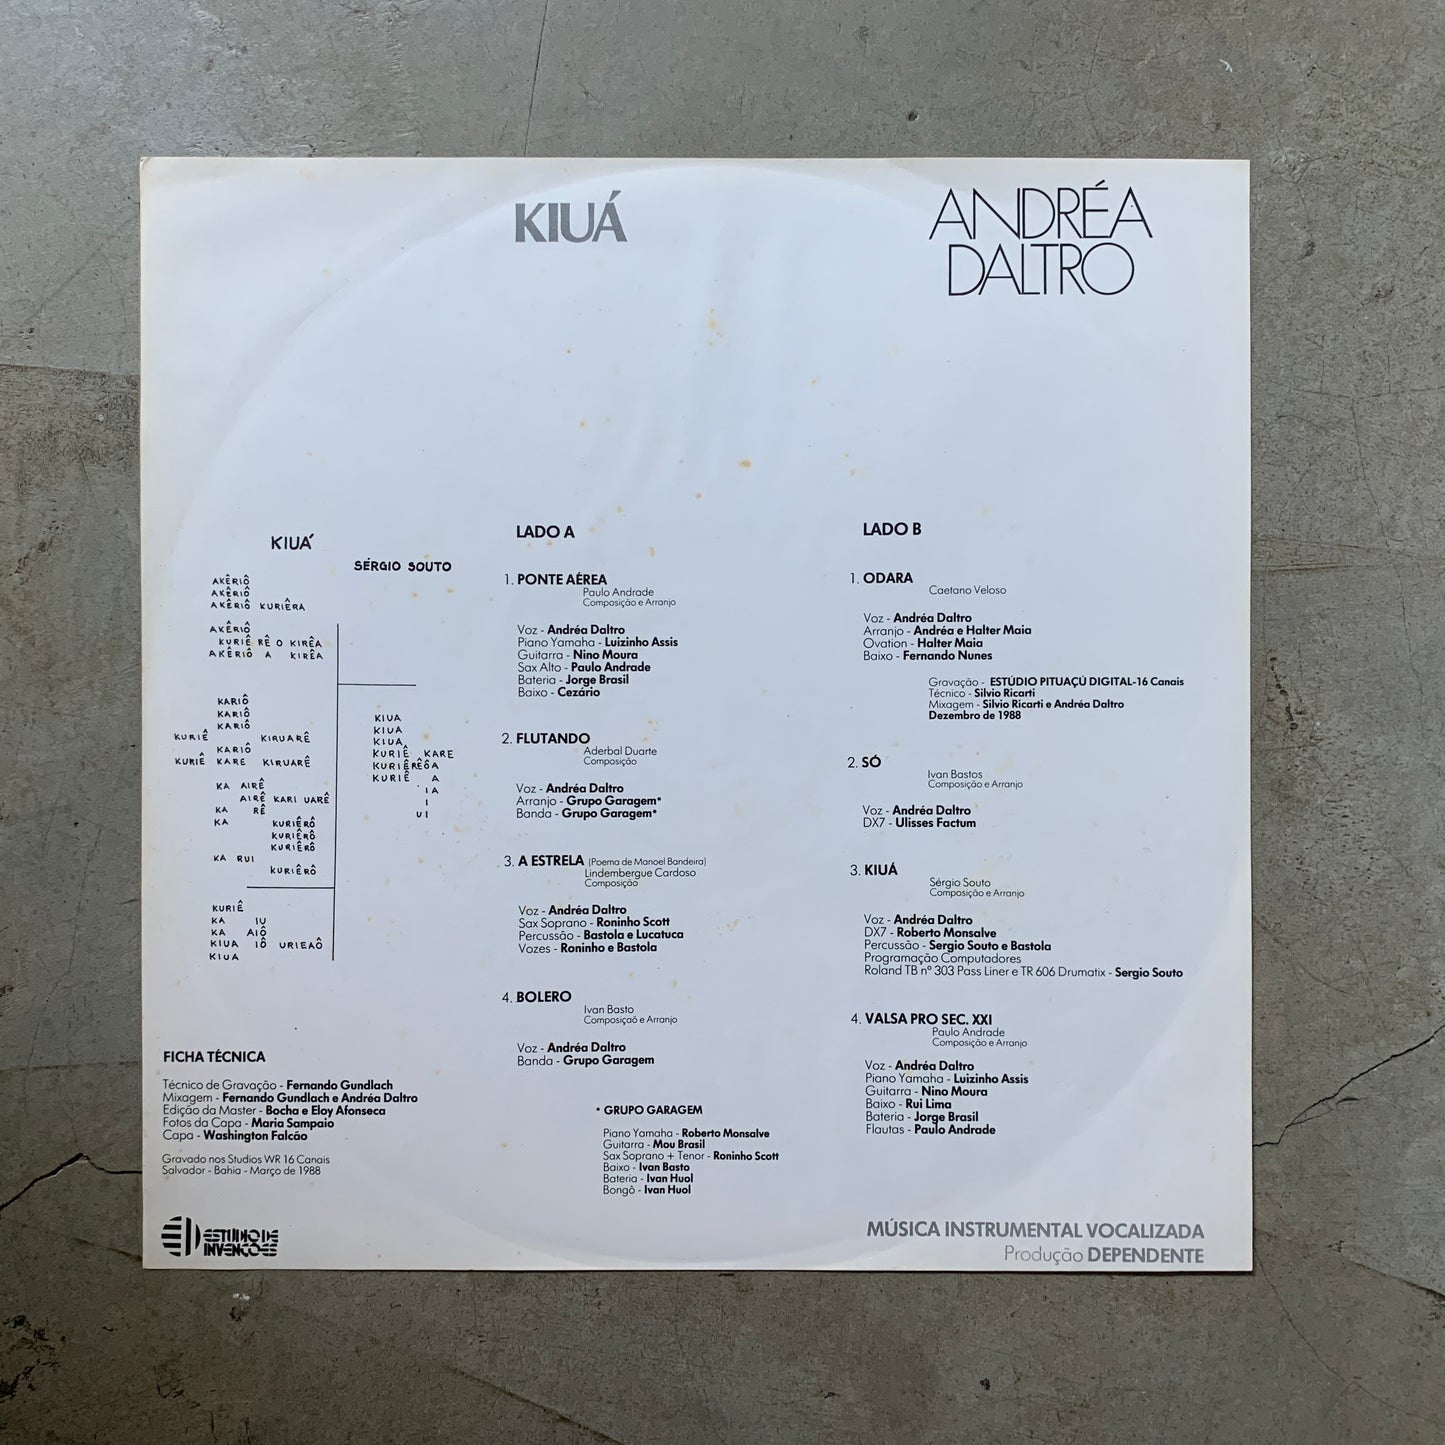 KIUÁ
ANDRÉA
DALTRO
KIUÁ
SÉRGIO SOUTO
AKÊRIÔ
AKÊRIÔ
AKÊRIÔ KURIÊRA
AKÊRIÔ
KURIÊ RÊ O KIRÊA
AKÊRIÔ A KIRÊA
KARIÔ
KARIÔ
KARIÔ
KURIÊ KIRUARÊ
KARIÔ
KURIÊ KARE KIRUARÊ
KA AIRÊ
AIRÊ KARI UARÊ
KA RÊ
KA KURIÊRÔ
KURIÊRÔ
KURIÊRÔ
KA RUI
KURIÊRÔ
KURIÊ
KA IU
KA AIÔ
KIUA IÔ URIEAÔ
KIUA
KIUA
KIUA
KIUA
KURIÊ KARE
KURIÊRÊÔA
KURIÊ A
IA
I
UI
FICHA TÉCNICA
Técnico de Gravação - Fernando Gundlach
Mixagem - Fernando Gundlach e Andréa Daltro
Edição da Master - Bocha e Eloy Afonseca
Fotos da Capa - Maria Sampaio
Capa - Washington Falcão
Gravado nos Studios WR 16 Canais
Salvador - Bahia - Março de 1988
ESTÚDIO DE
INVENÇÕES
LADO A
1. PONTE AÉREA
Paulo Andrade
Composição e Arranjo
Voz - Andréa Daltro
Piano Yamaha - Luizinho Assis
Guitarra - Nino Moura
Sax Alto - Paulo Andrade
Bateria - Jorge Brasil
Baixo - Cezário
2. FLUTANDO
Aderbal Duarte
Composição
Voz - Andréa Daltro
Arranjo - Grupo Garagem*
Banda - Grupo Garagem*
3. A ESTRELA (Poema de Manoel Bandeira)
Lindembergue Cardoso
Composição
Voz - Andréa Daltro
Sax Soprano - Roninho Scott
Percussão - Bastola e Lucatuca
Vozes - Roninho e Bastola
4. BOLERO
Ivan Basto
Composiçaõ e Arranjo
Voz - Andréa Daltro
Banda - Grupo Garagem
* GRUPO GARAGEM
Piano Yamaha - Roberto Monsalve
Guitarra - Mou Brasil
Sax Soprano + Tenor - Roninho Scott
Baixo - Ivan Basto
Bateria - Ivan Huol
Bongô - Ivan Huol
LADO B
1. ODARA
Caetano Veloso
Voz - Andréa Daltro
Arranjo - Andréa e Halter Maia
Ovation - Halter Maia
Baixo - Fernando Nunes
Gravação - ESTÚDIO PITUAÇÚ DIGITAL-16 Canais
Técnico - Silvio Ricarti
Mixagem - Silvio Ricarti e Andréa Daltro
Dezembro de 1988
2. SÓ
Ivan Bastos
Composição e Arranjo
Voz - Andréa Daltro
DX7 - Ulisses Factum
3. KIUÁ
Sérgio Souto
Composição e Arranjo
Voz - Andréa Daltro
DX7 - Roberto Monsalve
Percussão - Sergio Souto e Bastola
Programação Computadores
Roland TB nº 303 Pass Liner e TR 606 Drumatix - Sergio Souto
4. VALSA PRO SEC. XXI
Paulo Andrade
Composição e Arranjo
Voz - Andréa Daltro
Piano Yamaha - Luizinho Assis
Guitarra - Nino Moura
Baixo - Rui Lima
Bateria - Jorge Brasil
Flautas - Paulo Andrade
MÚSICA INSTRUMENTAL VOCALIZADA
Produção DEPENDENTE